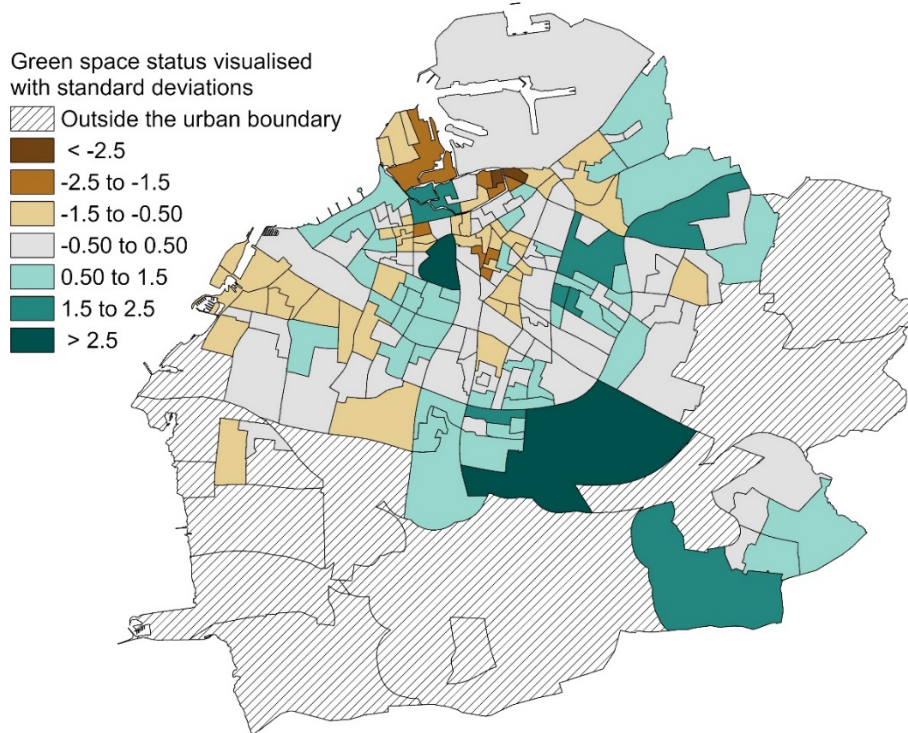 Green space status visualised
with standard deviations
Outside the urban boundary
< -2.5
-2.5 to -1.5
-1.5 to -0.50
-0.50 to 0.50
0.50 to 1.5
1.5 to 2.5
> 2.5